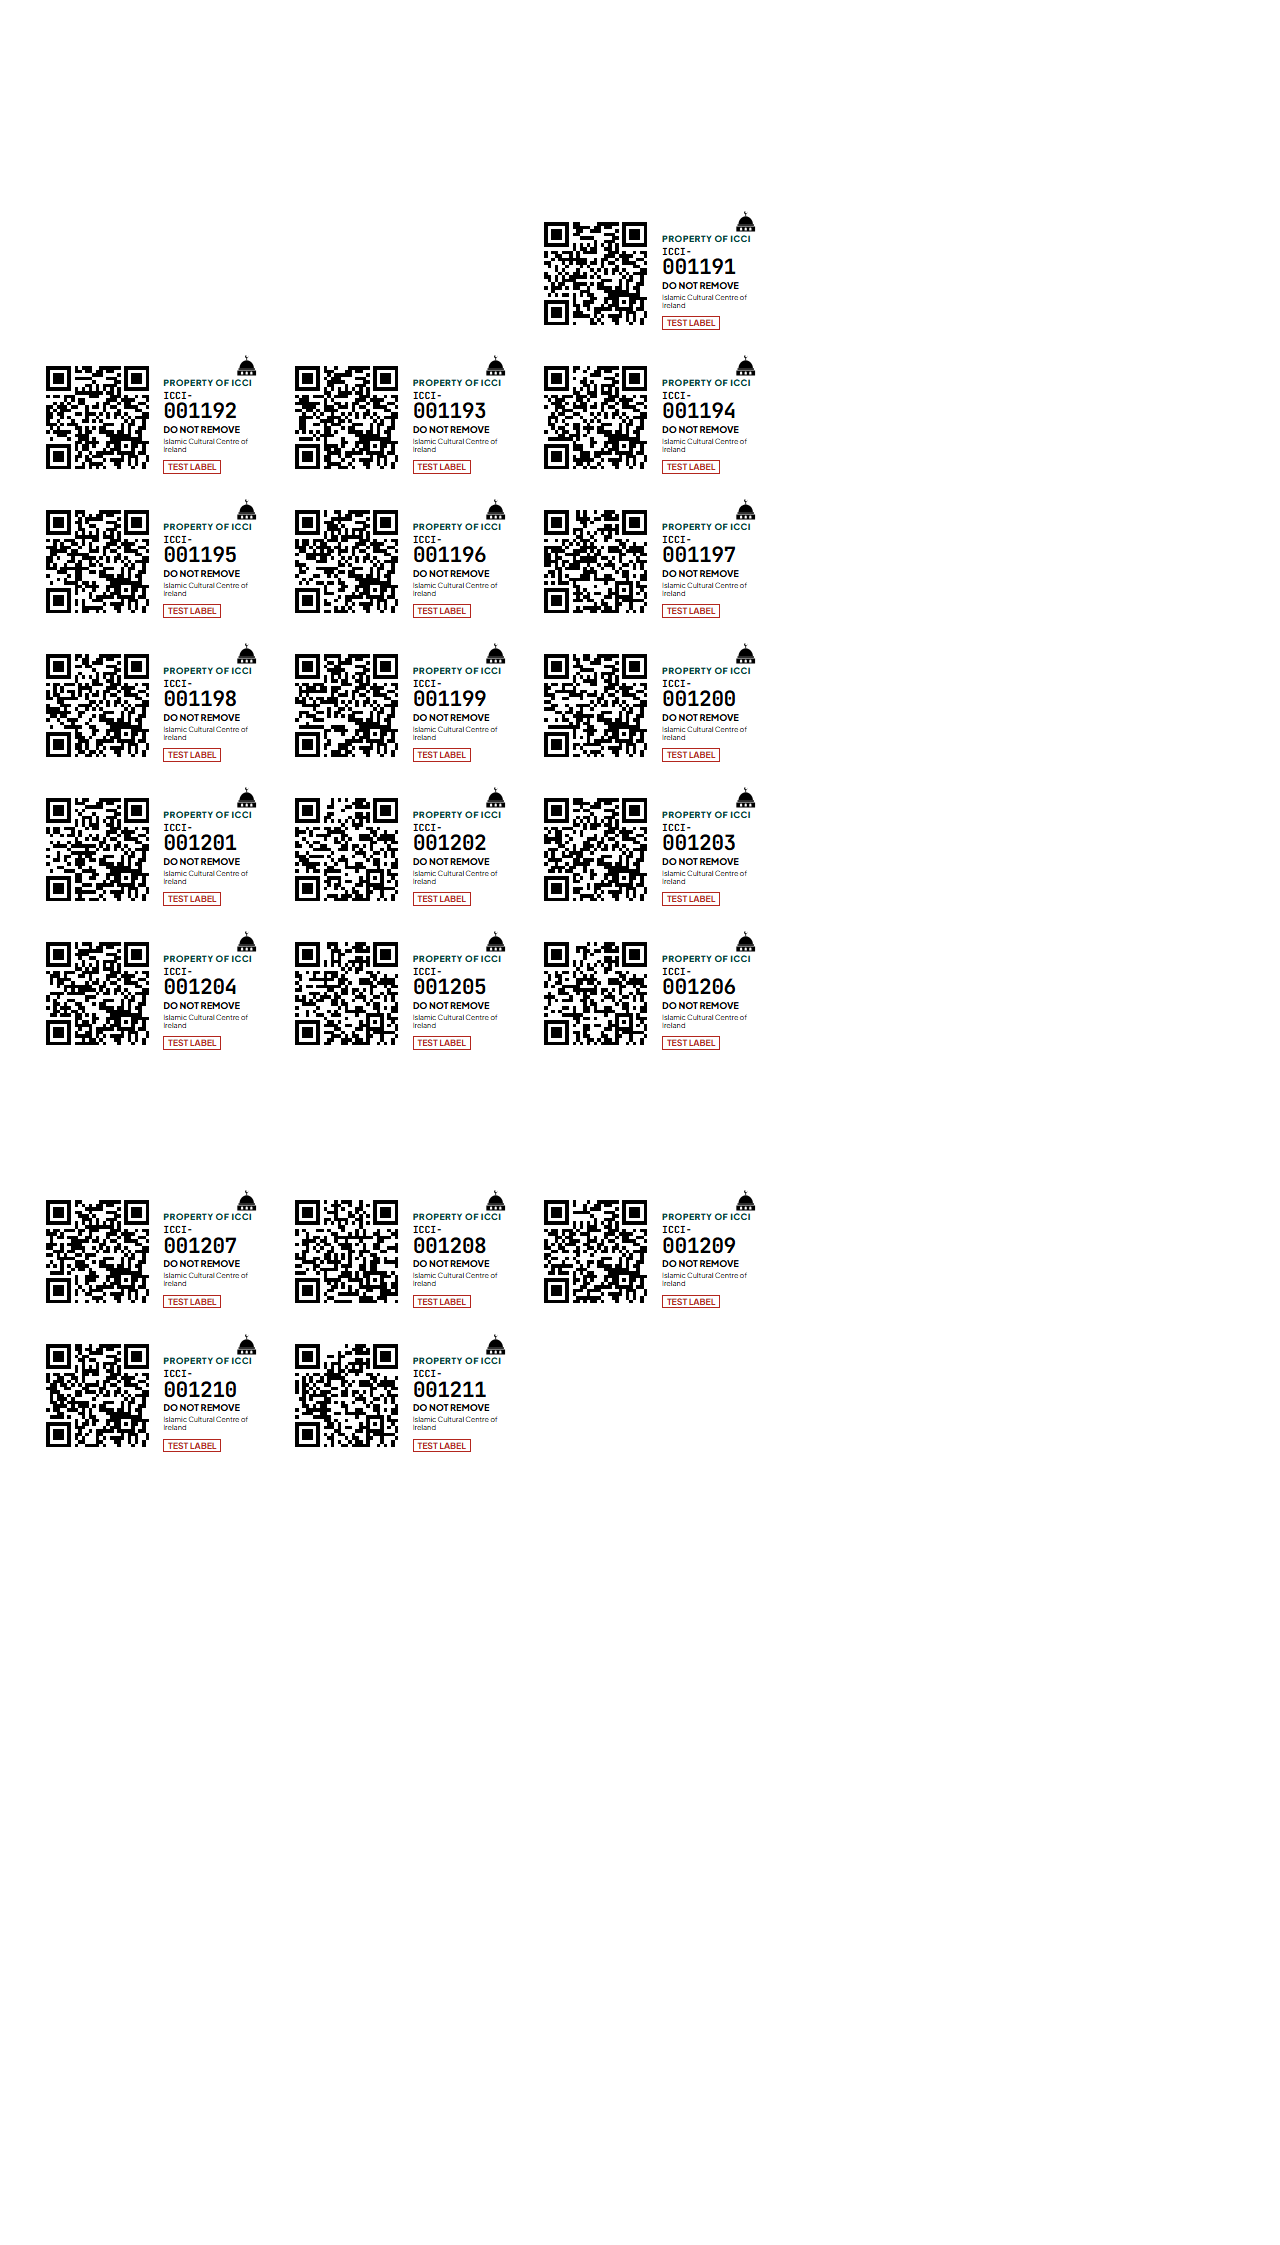 PROPERTY OF ICCI
ICCI-
001191
DO NOT REMOVE
Islamic Cultural Centre of
Ireland
TEST LABEL
PROPERTY OF ICCI
ICCI-
001192
DO NOT REMOVE
Islamic Cultural Centre of
Ireland
TEST LABEL
PROPERTY OF ICCI
ICCI-
001193
DO NOT REMOVE
Islamic Cultural Centre of
Ireland
TEST LABEL
PROPERTY OF ICCI
ICCI-
001194
DO NOT REMOVE
Islamic Cultural Centre of
Ireland
TEST LABEL
PROPERTY OF ICCI
ICCI-
001195
DO NOT REMOVE
Islamic Cultural Centre of
Ireland
TEST LABEL
PROPERTY OF ICCI
ICCI-
001196
DO NOT REMOVE
Islamic Cultural Centre of
Ireland
TEST LABEL
PROPERTY OF ICCI
ICCI-
001197
DO NOT REMOVE
Islamic Cultural Centre of
Ireland
TEST LABEL
PROPERTY OF ICCI
ICCI-
001198
DO NOT REMOVE
Islamic Cultural Centre of
Ireland
TEST LABEL
PROPERTY OF ICCI
ICCI-
001199
DO NOT REMOVE
Islamic Cultural Centre of
Ireland
TEST LABEL
PROPERTY OF ICCI
ICCI-
001200
DO NOT REMOVE
Islamic Cultural Centre of
Ireland
TEST LABEL
PROPERTY OF ICCI
ICCI-
001201
DO NOT REMOVE
Islamic Cultural Centre of
Ireland
TEST LABEL
PROPERTY OF ICCI
ICCI-
001202
DO NOT REMOVE
Islamic Cultural Centre of
Ireland
TEST LABEL
PROPERTY OF ICCI
ICCI-
001203
DO NOT REMOVE
Islamic Cultural Centre of
Ireland
TEST LABEL
PROPERTY OF ICCI
ICCI-
001204
DO NOT REMOVE
Islamic Cultural Centre of
Ireland
TEST LABEL
PROPERTY OF ICCI
ICCI-
001205
DO NOT REMOVE
Islamic Cultural Centre of
Ireland
TEST LABEL
PROPERTY OF ICCI
ICCI-
001206
DO NOT REMOVE
Islamic Cultural Centre of
Ireland
TEST LABEL
PROPERTY OF ICCI
ICCI-
001207
DO NOT REMOVE
Islamic Cultural Centre of
Ireland
TEST LABEL
PROPERTY OF ICCI
ICCI-
001208
DO NOT REMOVE
Islamic Cultural Centre of
Ireland
TEST LABEL
PROPERTY OF ICCI
ICCI-
001209
DO NOT REMOVE
Islamic Cultural Centre of
Ireland
TEST LABEL
PROPERTY OF ICCI
ICCI-
001210
DO NOT REMOVE
Islamic Cultural Centre of
Ireland
TEST LABEL
PROPERTY OF ICCI
ICCI-
001211
DO NOT REMOVE
Islamic Cultural Centre of
Ireland
TEST LABEL